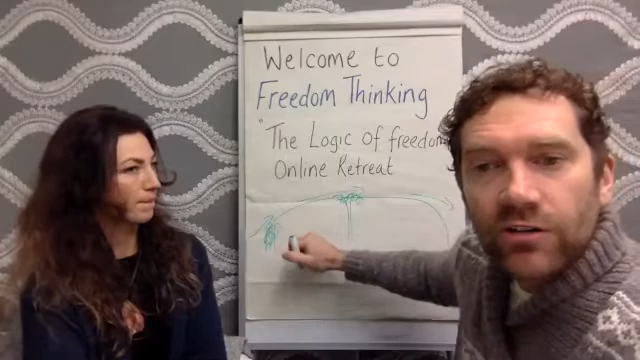 Welcome to
Freedom Thinking
"The Logic of freedom
Online Retreat